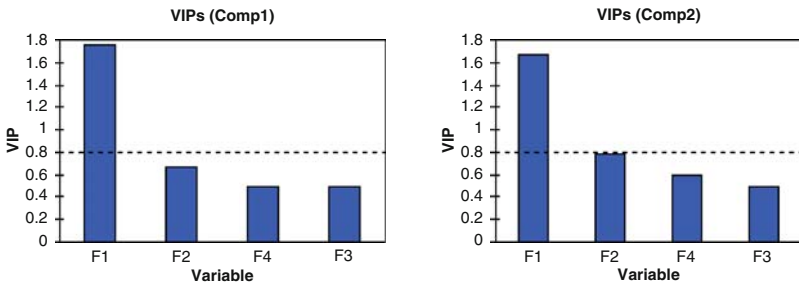 VIPs (Comp1)
1.8
1.6
1.4
1.2
1
0.8
0.6
0.4
0.2
0
VIP
F1 F2 F4 F3
Variable
VIPs (Comp2)
1.8
1.6
1.4
1.2
1
0.8
0.6
0.4
0.2
0
VIP
F1 F2 F4 F3
Variable